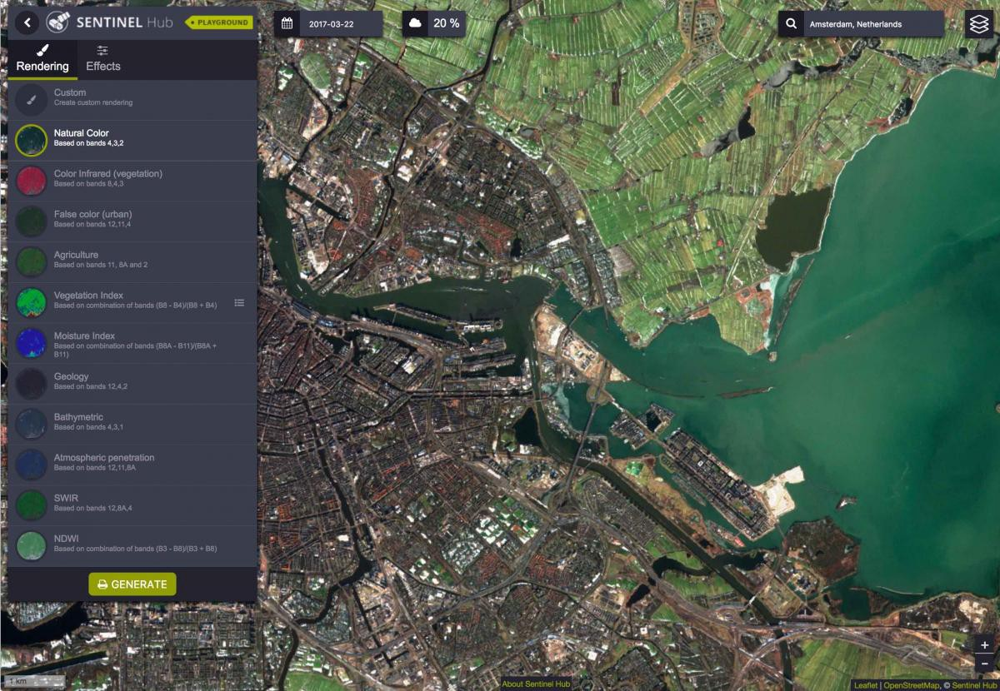 SENTINEL Hub
PLAYGROUND
2017-03-22
20 %
Amsterdam, Netherlands
Rendering
Effects
Custom
Create custom rendering
Natural Color
Based on bands 4,3,2
Color Infrared (vegetation)
Based on bands 8,4,3
False color (urban)
Based on bands 12,11,4
Agriculture
Based on bands 11, 8A and 2
Vegetation Index
Based on combination of bands (B8 - B4)/(B8 + B4)
Moisture Index
Based on combination of bands (B8A - B11)/(B8A +
B11)
Geology
Based on bands 12,4,2
Bathymetric
Based on bands 4,3,1
Atmospheric penetration
Based on bands 12,11,8A
SWIR
Based on bands 12,8A,4
NDWI
Based on combination of bands (B3 - B8)/(B3 + B8)
GENERATE
+
−
1 km
About Sentinel Hub
Leaflet | OpenStreetMap, © Sentinel Hub